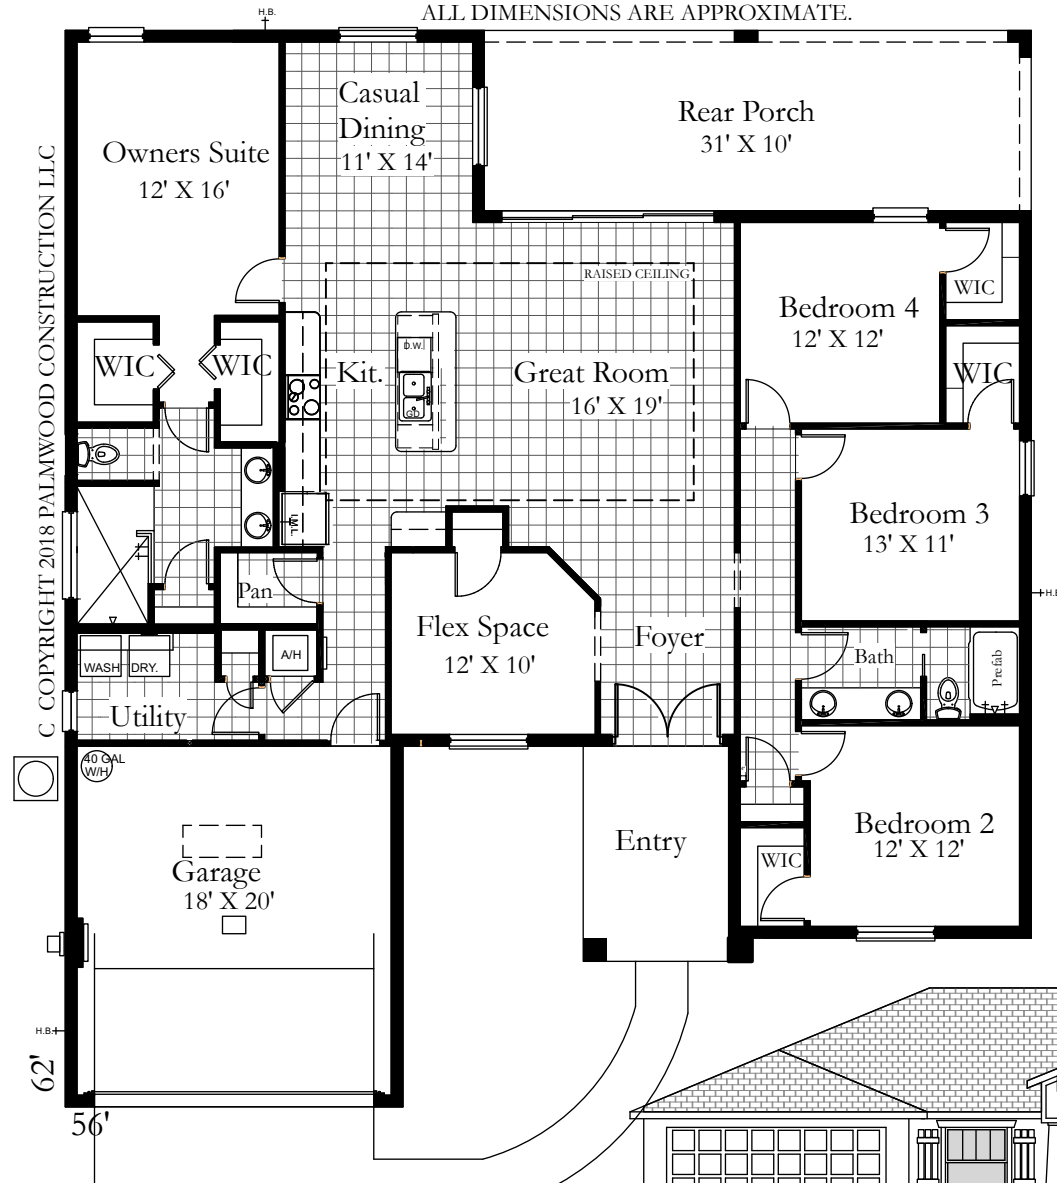 ALL DIMENSIONS ARE APPROXIMATE.
H.B.
Casual
Dining
11' X 14'
Rear Porch
31' X 10'
Owners Suite
12' X 16'
C COPYRIGHT 2018 PALMWOOD CONSTRUCTION LLC
RAISED CEILING
WIC
Bedroom 4
12' X 12'
WIC
WIC
Kit.
D.W.
GD
Great Room
16' X 19'
WIC
Bedroom 3
13' X 11'
Pan
H.B.
Flex Space
12' X 10'
Foyer
WASH
DRY.
A/H
Bath
Prefab
Utility
40 GAL
W/H
Entry
Bedroom 2
12' X 12'
WIC
Garage
18' X 20'
H.B.
62'
56'